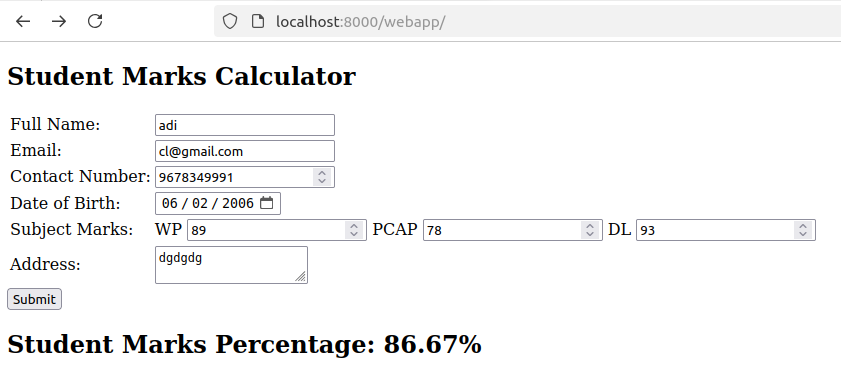 localhost:8000/webapp/
Student Marks Calculator
Full Name: adi
Email: cl@gmail.com
Contact Number: 9678349991
Date of Birth: 06 / 02 / 2006
Subject Marks: WP 89 PCAP 78 DL 93
Address: dgdgdg
Submit
Student Marks Percentage: 86.67%